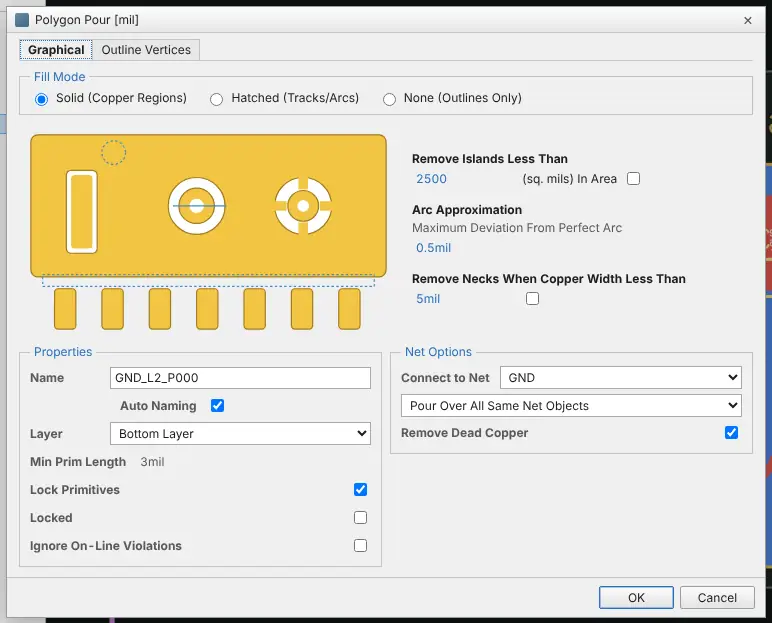 Polygon Pour [mil]
Graphical
Outline Vertices
Fill Mode
Solid (Copper Regions)
Hatched (Tracks/Arcs)
None (Outlines Only)
Remove Islands Less Than
2500
(sq. mils) In Area
Arc Approximation
Maximum Deviation From Perfect Arc
0.5mil
Remove Necks When Copper Width Less Than
5mil
Properties
Name
GND_L2_P000
Auto Naming
Layer
Bottom Layer
Min Prim Length 3mil
Lock Primitives
Locked
Ignore On-Line Violations
Net Options
Connect to Net
GND
Pour Over All Same Net Objects
Remove Dead Copper
OK
Cancel